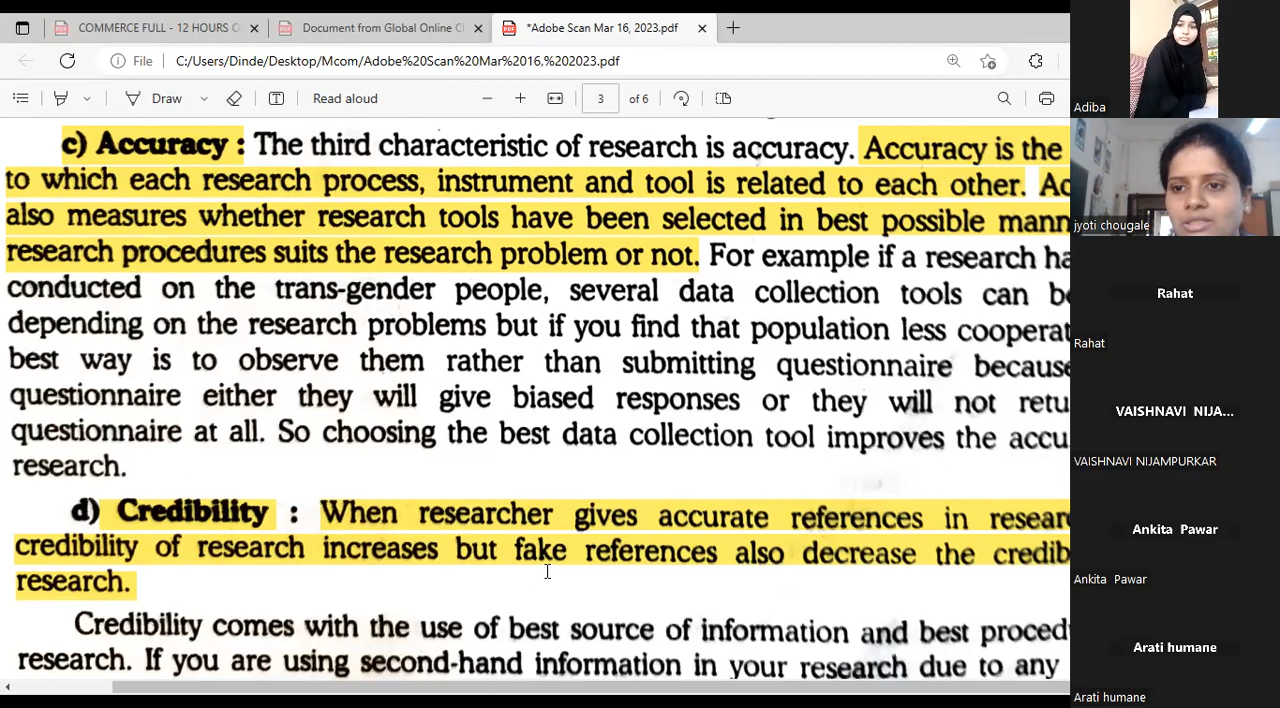 COMMERCE FULL - 12 HOURS
Document from Global Online
*Adobe Scan Mar 16, 2023.pdf
File
C:/Users/Dinde/Desktop/Mcom/Adobe%20Scan%20Mar%2016,%202023.pdf
Draw
Read aloud
3
of 6
c) Accuracy : The third characteristic of research is accuracy. Accuracy is the
to which each research process, instrument and tool is related to each other.
also measures whether research tools have been selected in best possible
research procedures suits the research problem or not. For example if a research
conducted on the trans-gender people, several data collection tools can
depending on the research problems but if you find that population less
best way is to observe them rather than submitting questionnaire
questionnaire either they will give biased responses or they will not
questionnaire at all. So choosing the best data collection tool improves the
research.
d) Credibility : When researcher gives accurate references in
credibility of research increases but fake references also decrease the
research.
Credibility comes with the use of best source of information and best
research. If you are using second-hand information in your research due to any
Adiba
jyoti chougale
Rahat
Rahat
VAISHNAVI NIJA...
VAISHNAVI NIJAMPURKAR
Ankita Pawar
Ankita Pawar
Arati humane
Arati humane